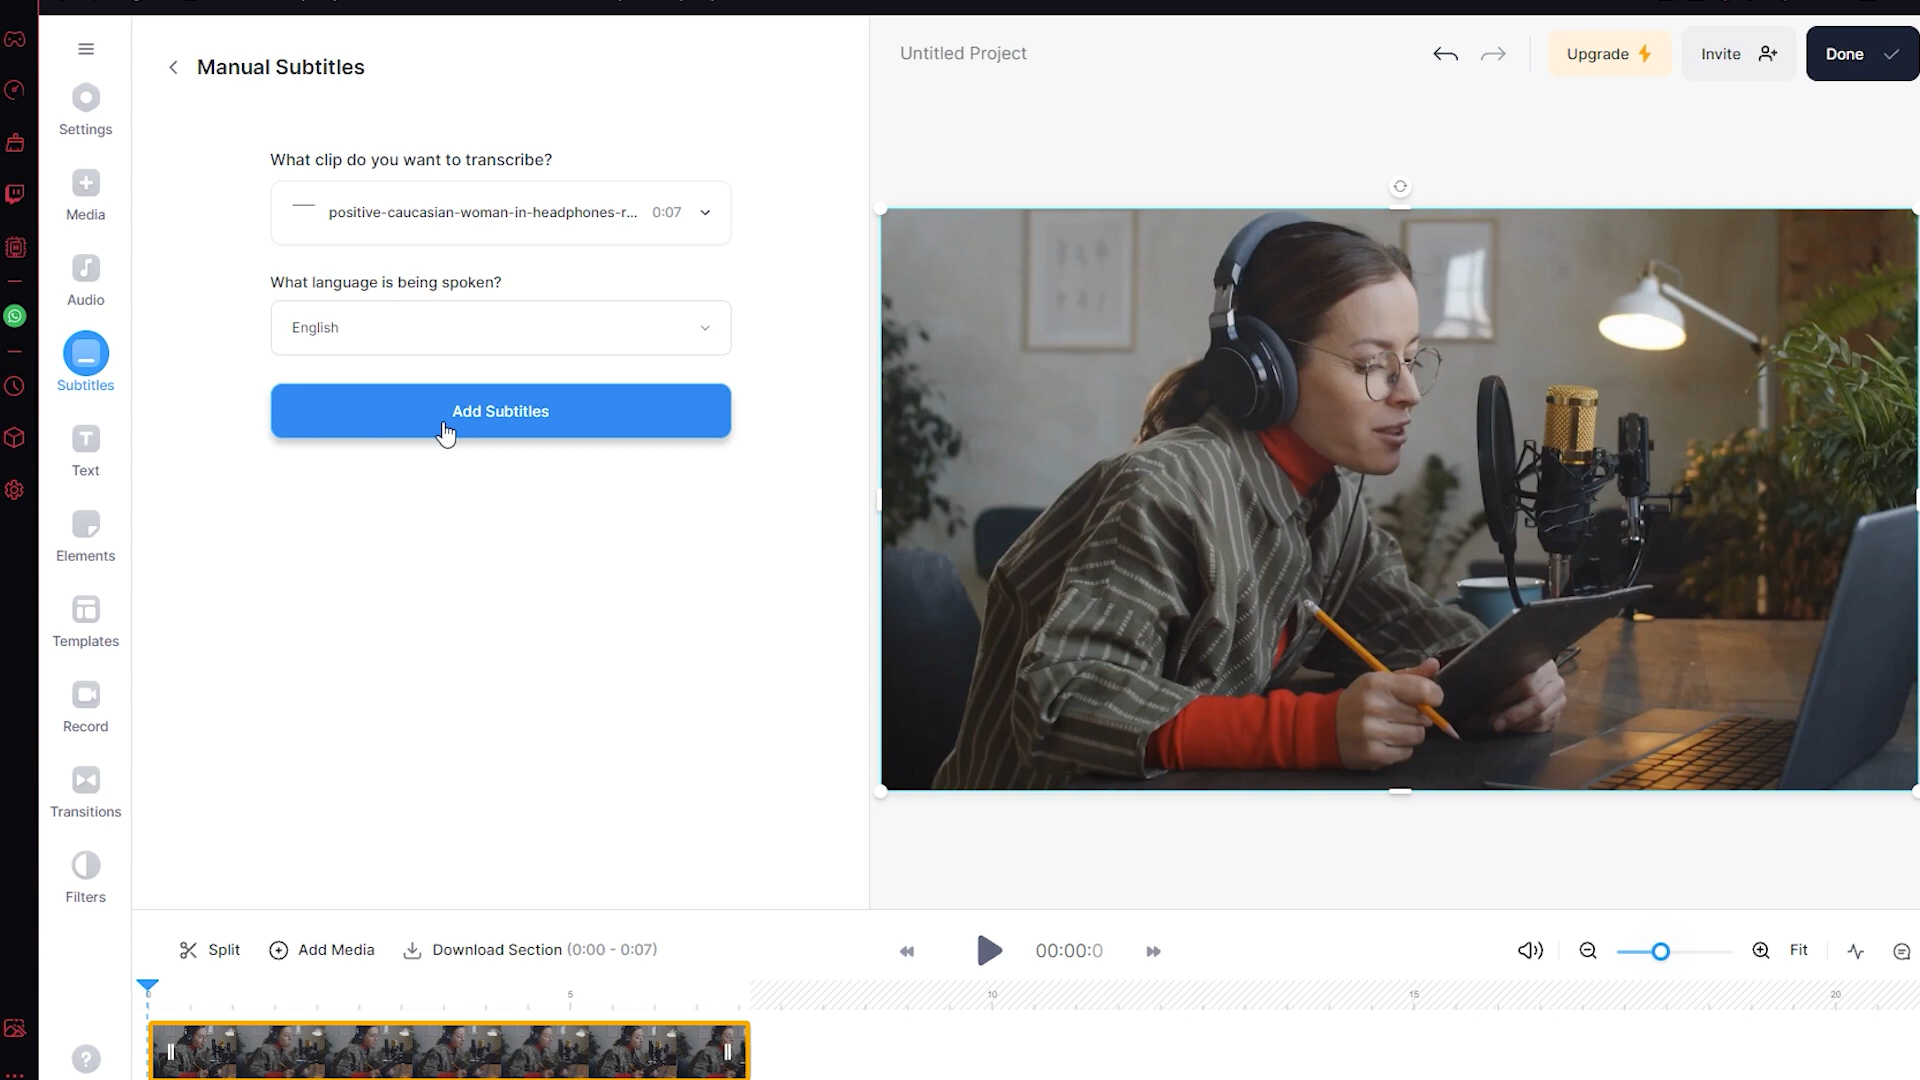 Manual Subtitles
Untitled Project
Upgrade
Invite
Done
Settings
Media
Audio
Subtitles
Text
Elements
Templates
Record
Transitions
Filters
What clip do you want to transcribe?
positive-caucasian-woman-in-headphones-r... 0:07
What language is being spoken?
English
Add Subtitles
Split
Add Media
Download Section (0:00 - 0:07)
00:00:0
Fit
0 5 10 15 20
?